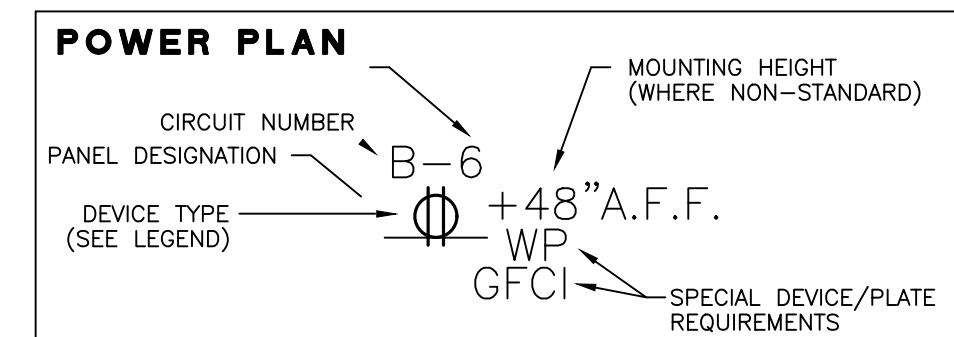 POWER PLAN
MOUNTING HEIGHT
(WHERE NON-STANDARD)
CIRCUIT NUMBER
PANEL DESIGNATION
B-6
DEVICE TYPE
(SEE LEGEND)
+48"A.F.F.
WP
GFCI
SPECIAL DEVICE/PLATE
REQUIREMENTS